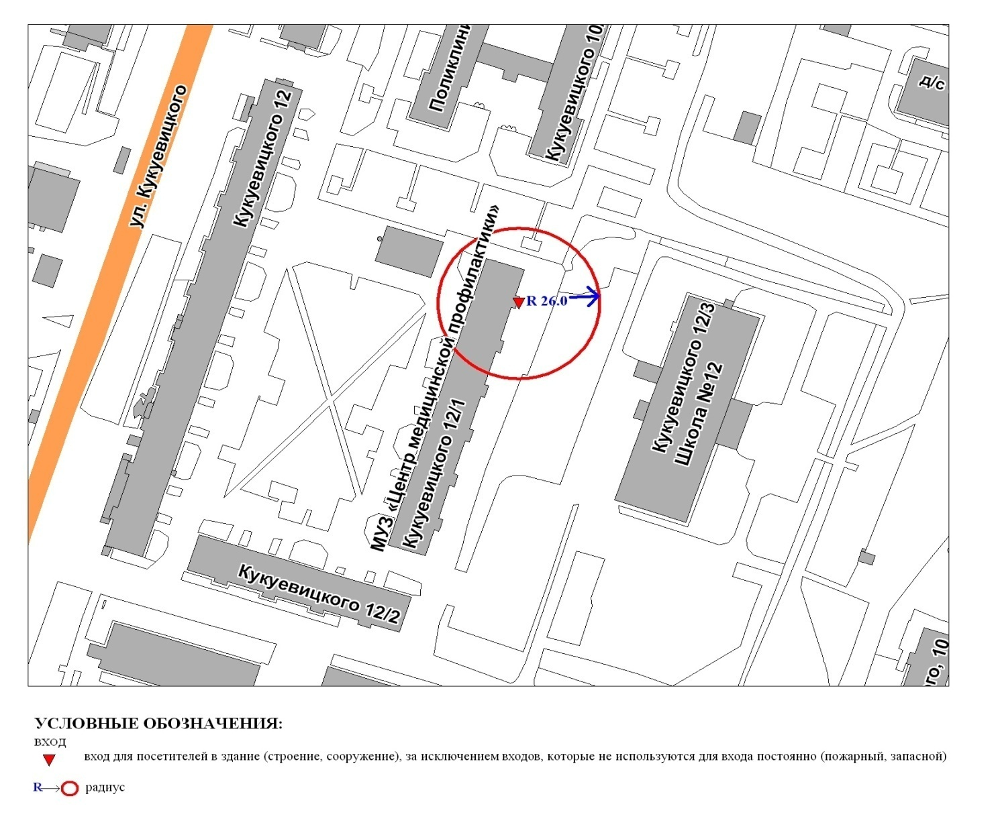 Поликлини
Кукуевицкого 10
д/с
ул. Кукуевицкого
Кукуевицкого 12
МУЗ «Центр медицинской профилактики»
R 26.0
Кукуевицкого 12/1
Кукуевицкого 12/3
Школа №12
Кукуевицкого 12/2
ого, 10
УСЛОВНЫЕ ОБОЗНАЧЕНИЯ:
вход
вход для посетителей в здание (строение, сооружение), за исключением входов, которые не используются для входа постоянно (пожарный, запасной)
R
радиус